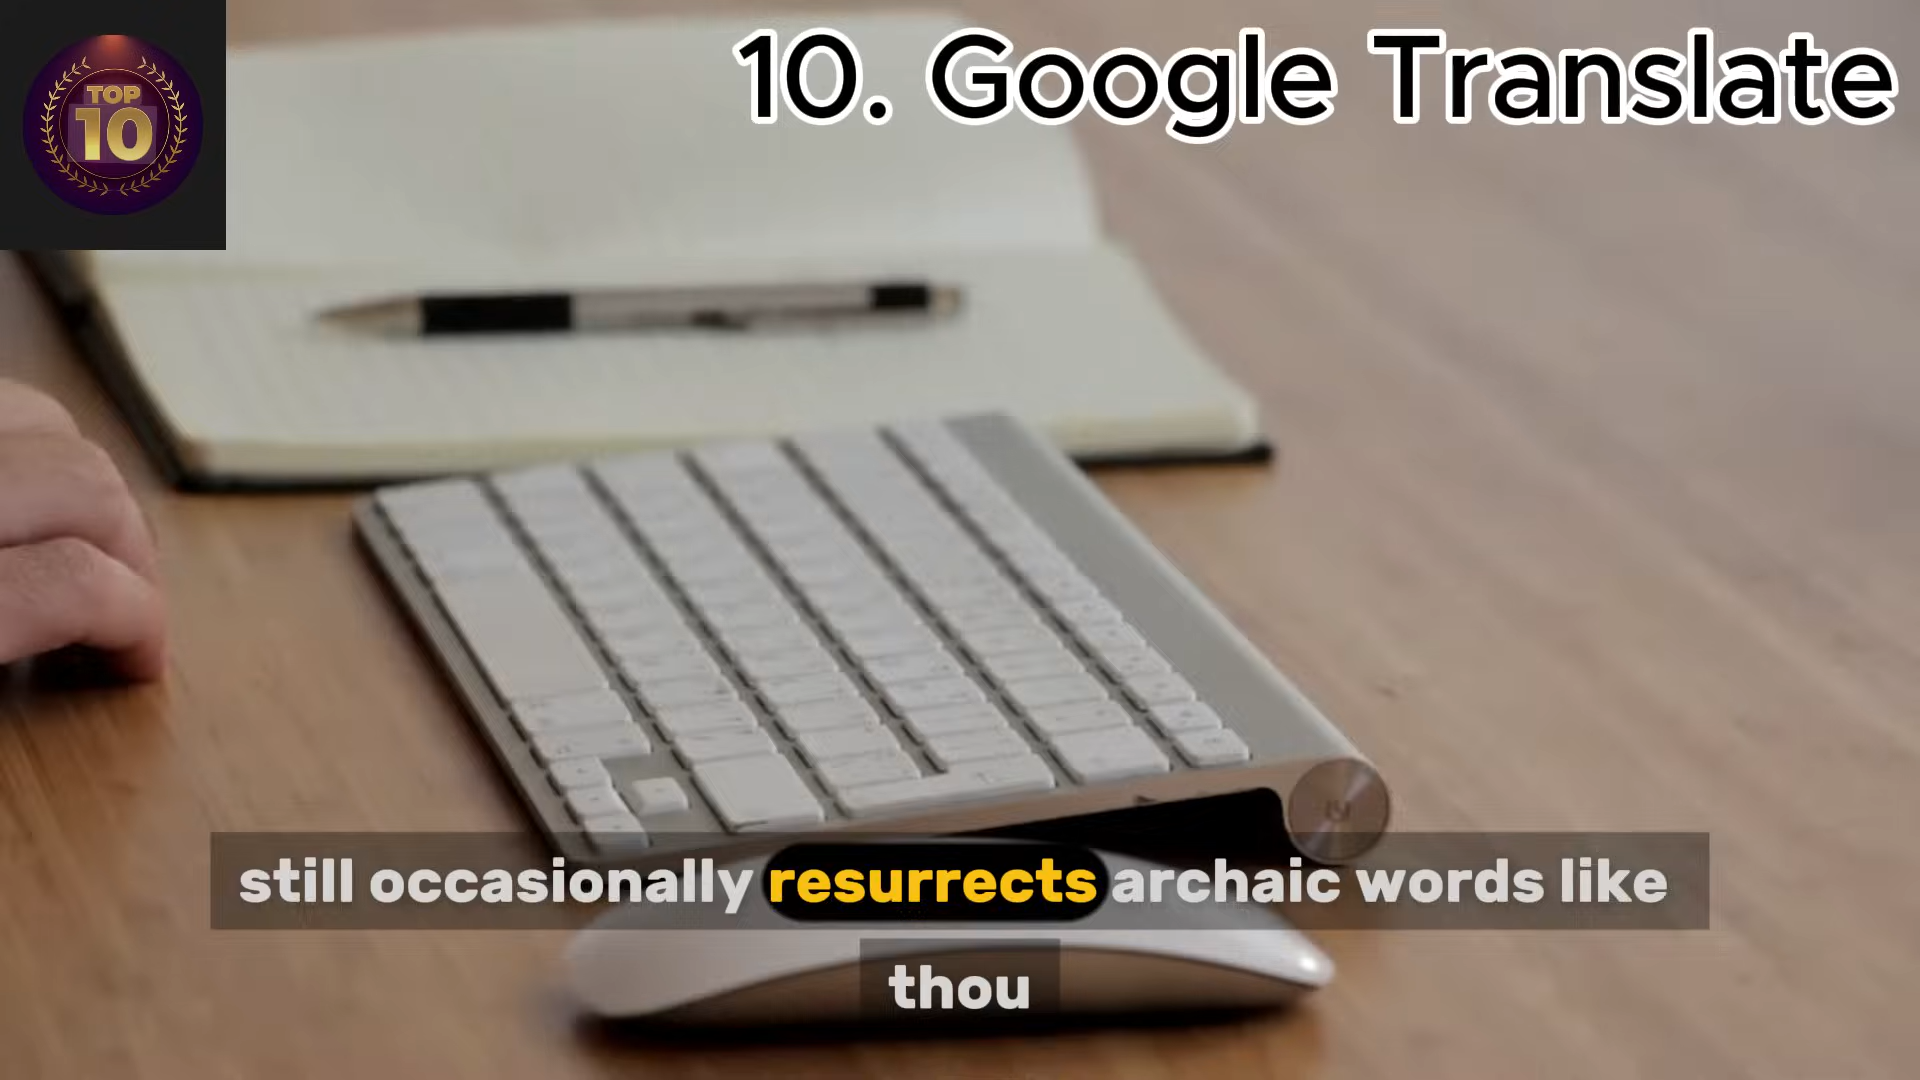 TOP
10
10. Google Translate
still occasionally resurrects archaic words like
thou